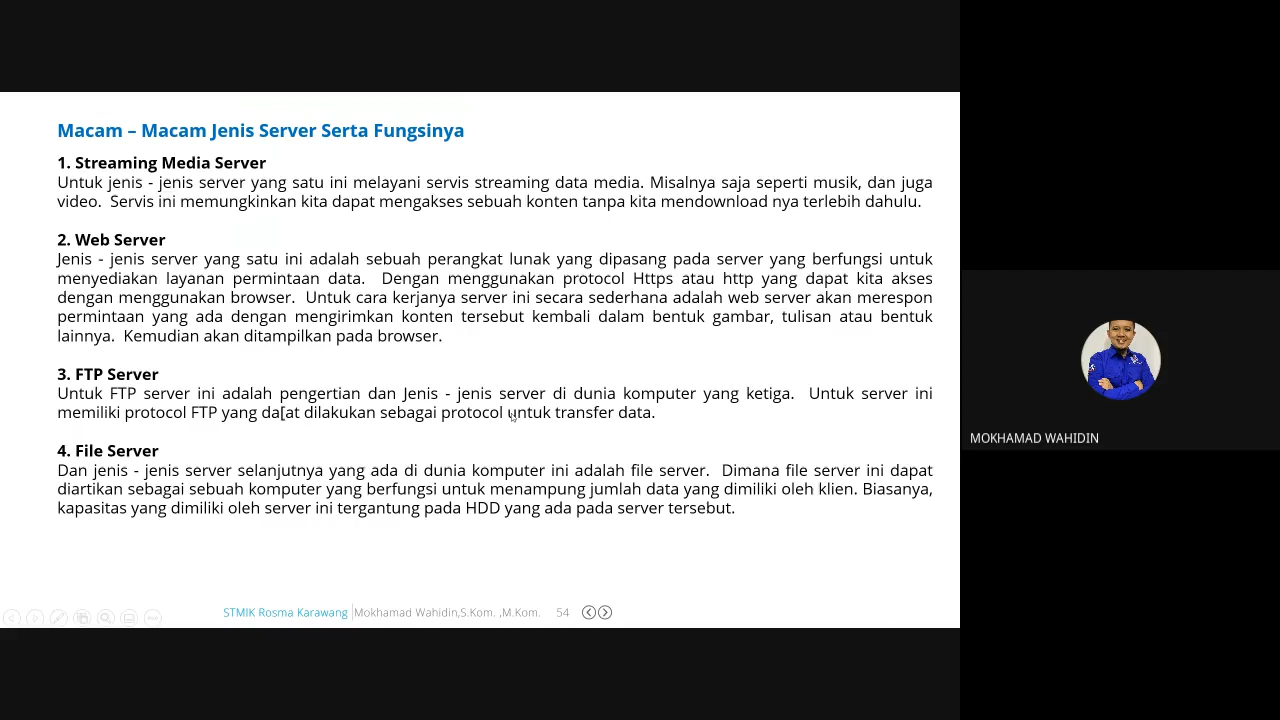 Macam – Macam Jenis Server Serta Fungsinya
1. Streaming Media Server
Untuk jenis - jenis server yang satu ini melayani servis streaming data media. Misalnya saja seperti musik, dan juga
video.  Servis ini memungkinkan kita dapat mengakses sebuah konten tanpa kita mendownload nya terlebih dahulu.
2. Web Server
Jenis - jenis server yang satu ini adalah sebuah perangkat lunak yang dipasang pada server yang berfungsi untuk
menyediakan layanan permintaan data.  Dengan menggunakan protocol Https atau http yang dapat kita akses
dengan menggunakan browser.  Untuk cara kerjanya server ini secara sederhana adalah web server akan merespon
permintaan yang ada dengan mengirimkan konten tersebut kembali dalam bentuk gambar, tulisan atau bentuk
lainnya.  Kemudian akan ditampilkan pada browser.
3. FTP Server
Untuk FTP server ini adalah pengertian dan Jenis - jenis server di dunia komputer yang ketiga.  Untuk server ini
memiliki protocol FTP yang da[at dilakukan sebagai protocol untuk transfer data.
4. File Server
Dan jenis - jenis server selanjutnya yang ada di dunia komputer ini adalah file server.  Dimana file server ini dapat
diartikan sebagai sebuah komputer yang berfungsi untuk menampung jumlah data yang dimiliki oleh klien. Biasanya,
kapasitas yang dimiliki oleh server ini tergantung pada HDD yang ada pada server tersebut.
STMIK Rosma Karawang |Mokhamad Wahidin,S.Kom. ,M.Kom. 54
MOKHAMAD WAHIDIN